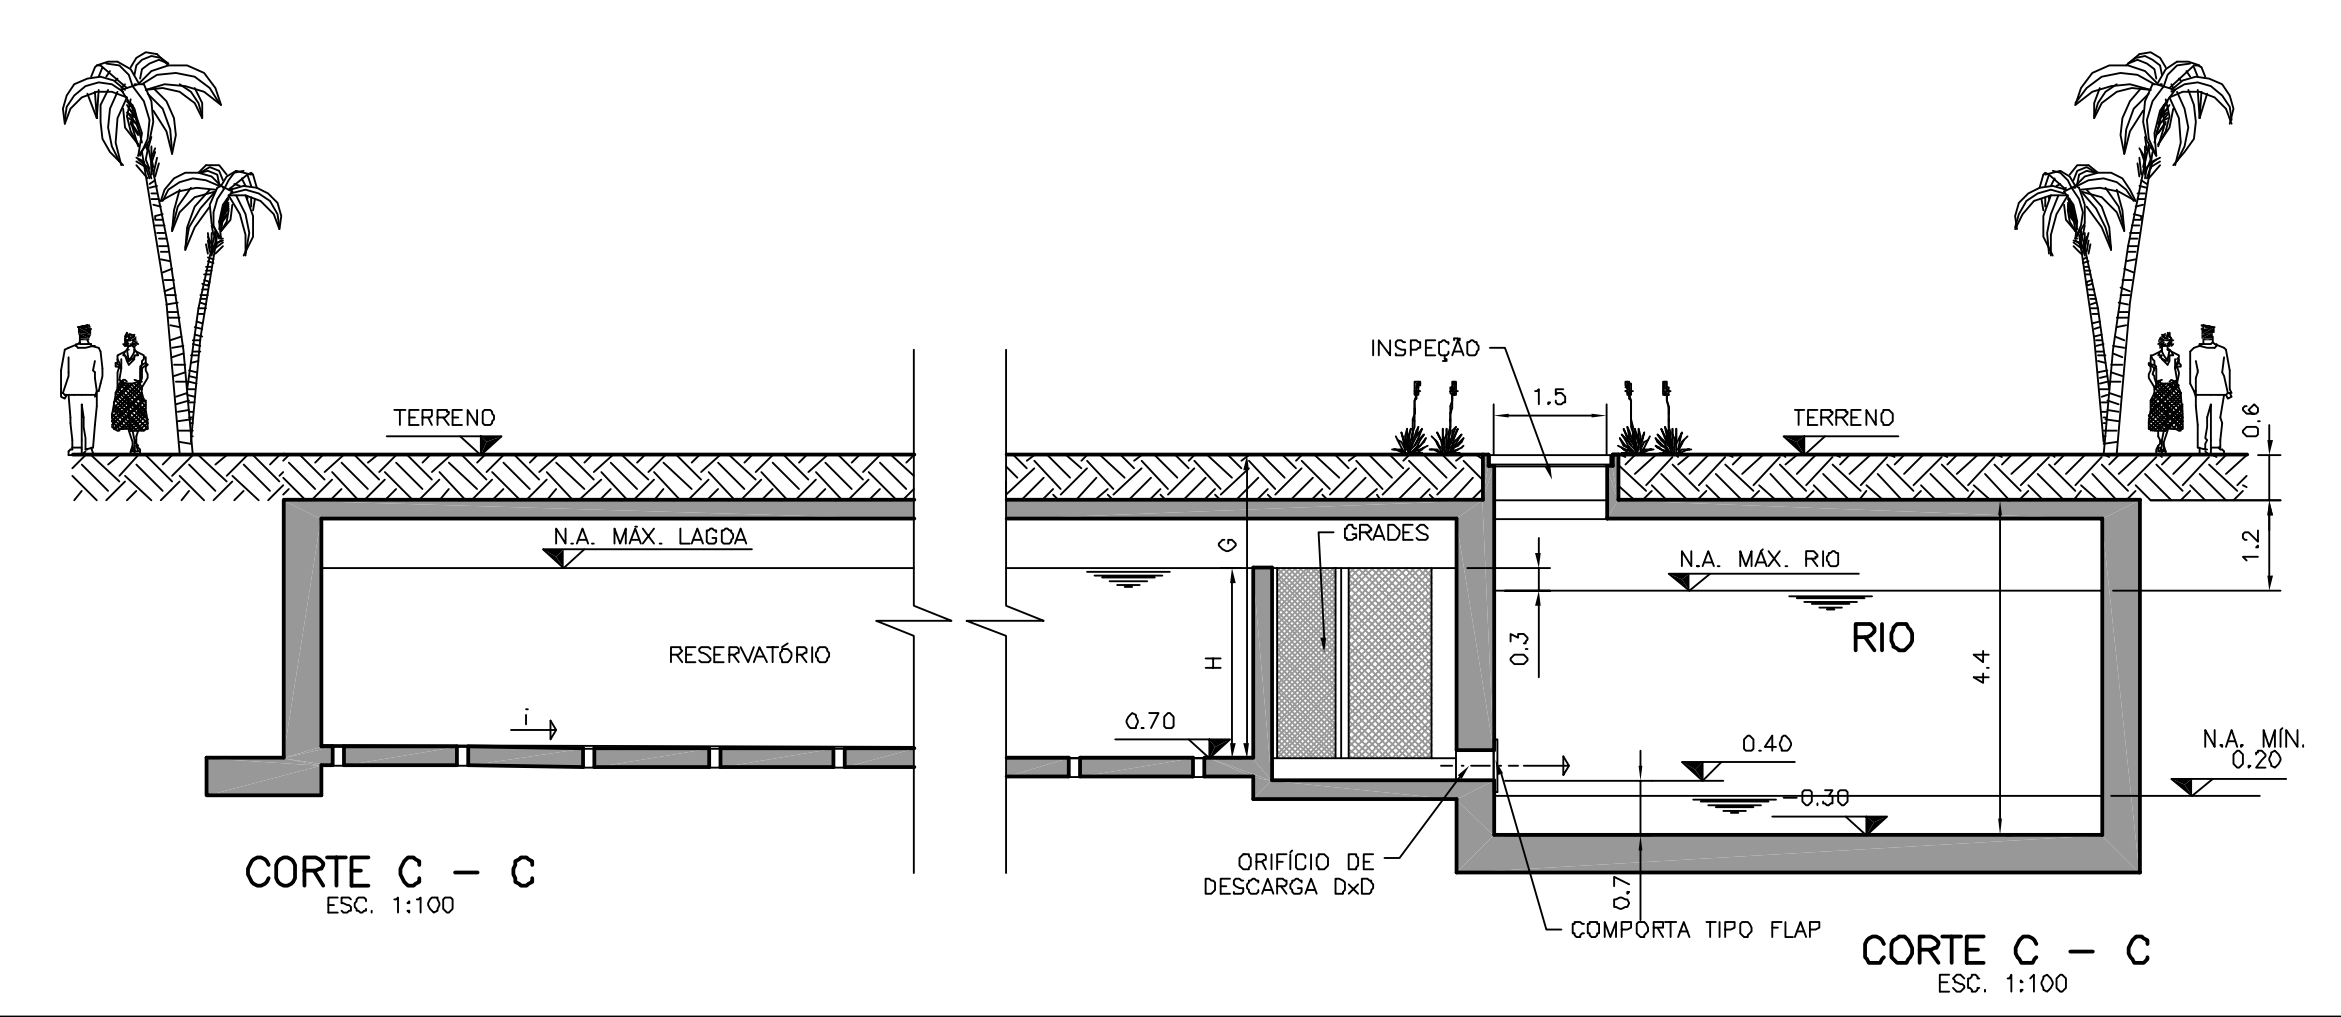 INSPEÇÃO
1.5
TERRENO
TERRENO
0.6
N.A. MÁX. LAGOA
G
GRADES
N.A. MÁX. RIO
1.2
RESERVATÓRIO
H
0.3
RIO
4.4
i
0.70
0.40
N.A. MÍN.
0.20
-0.30
ORIFÍCIO DE
DESCARGA DxD
0.7
COMPORTA TIPO FLAP
CORTE C - C
ESC. 1:100
CORTE C - C
ESC. 1:100